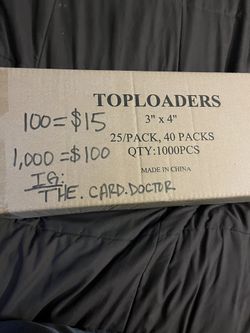 TOPLOADERS
3" x 4"
100=$15
25/PACK, 40 PACKS
1,000=$100
QTY:1000PCS
MADE IN CHINA
IG:
THE.CARD.DOCTOR